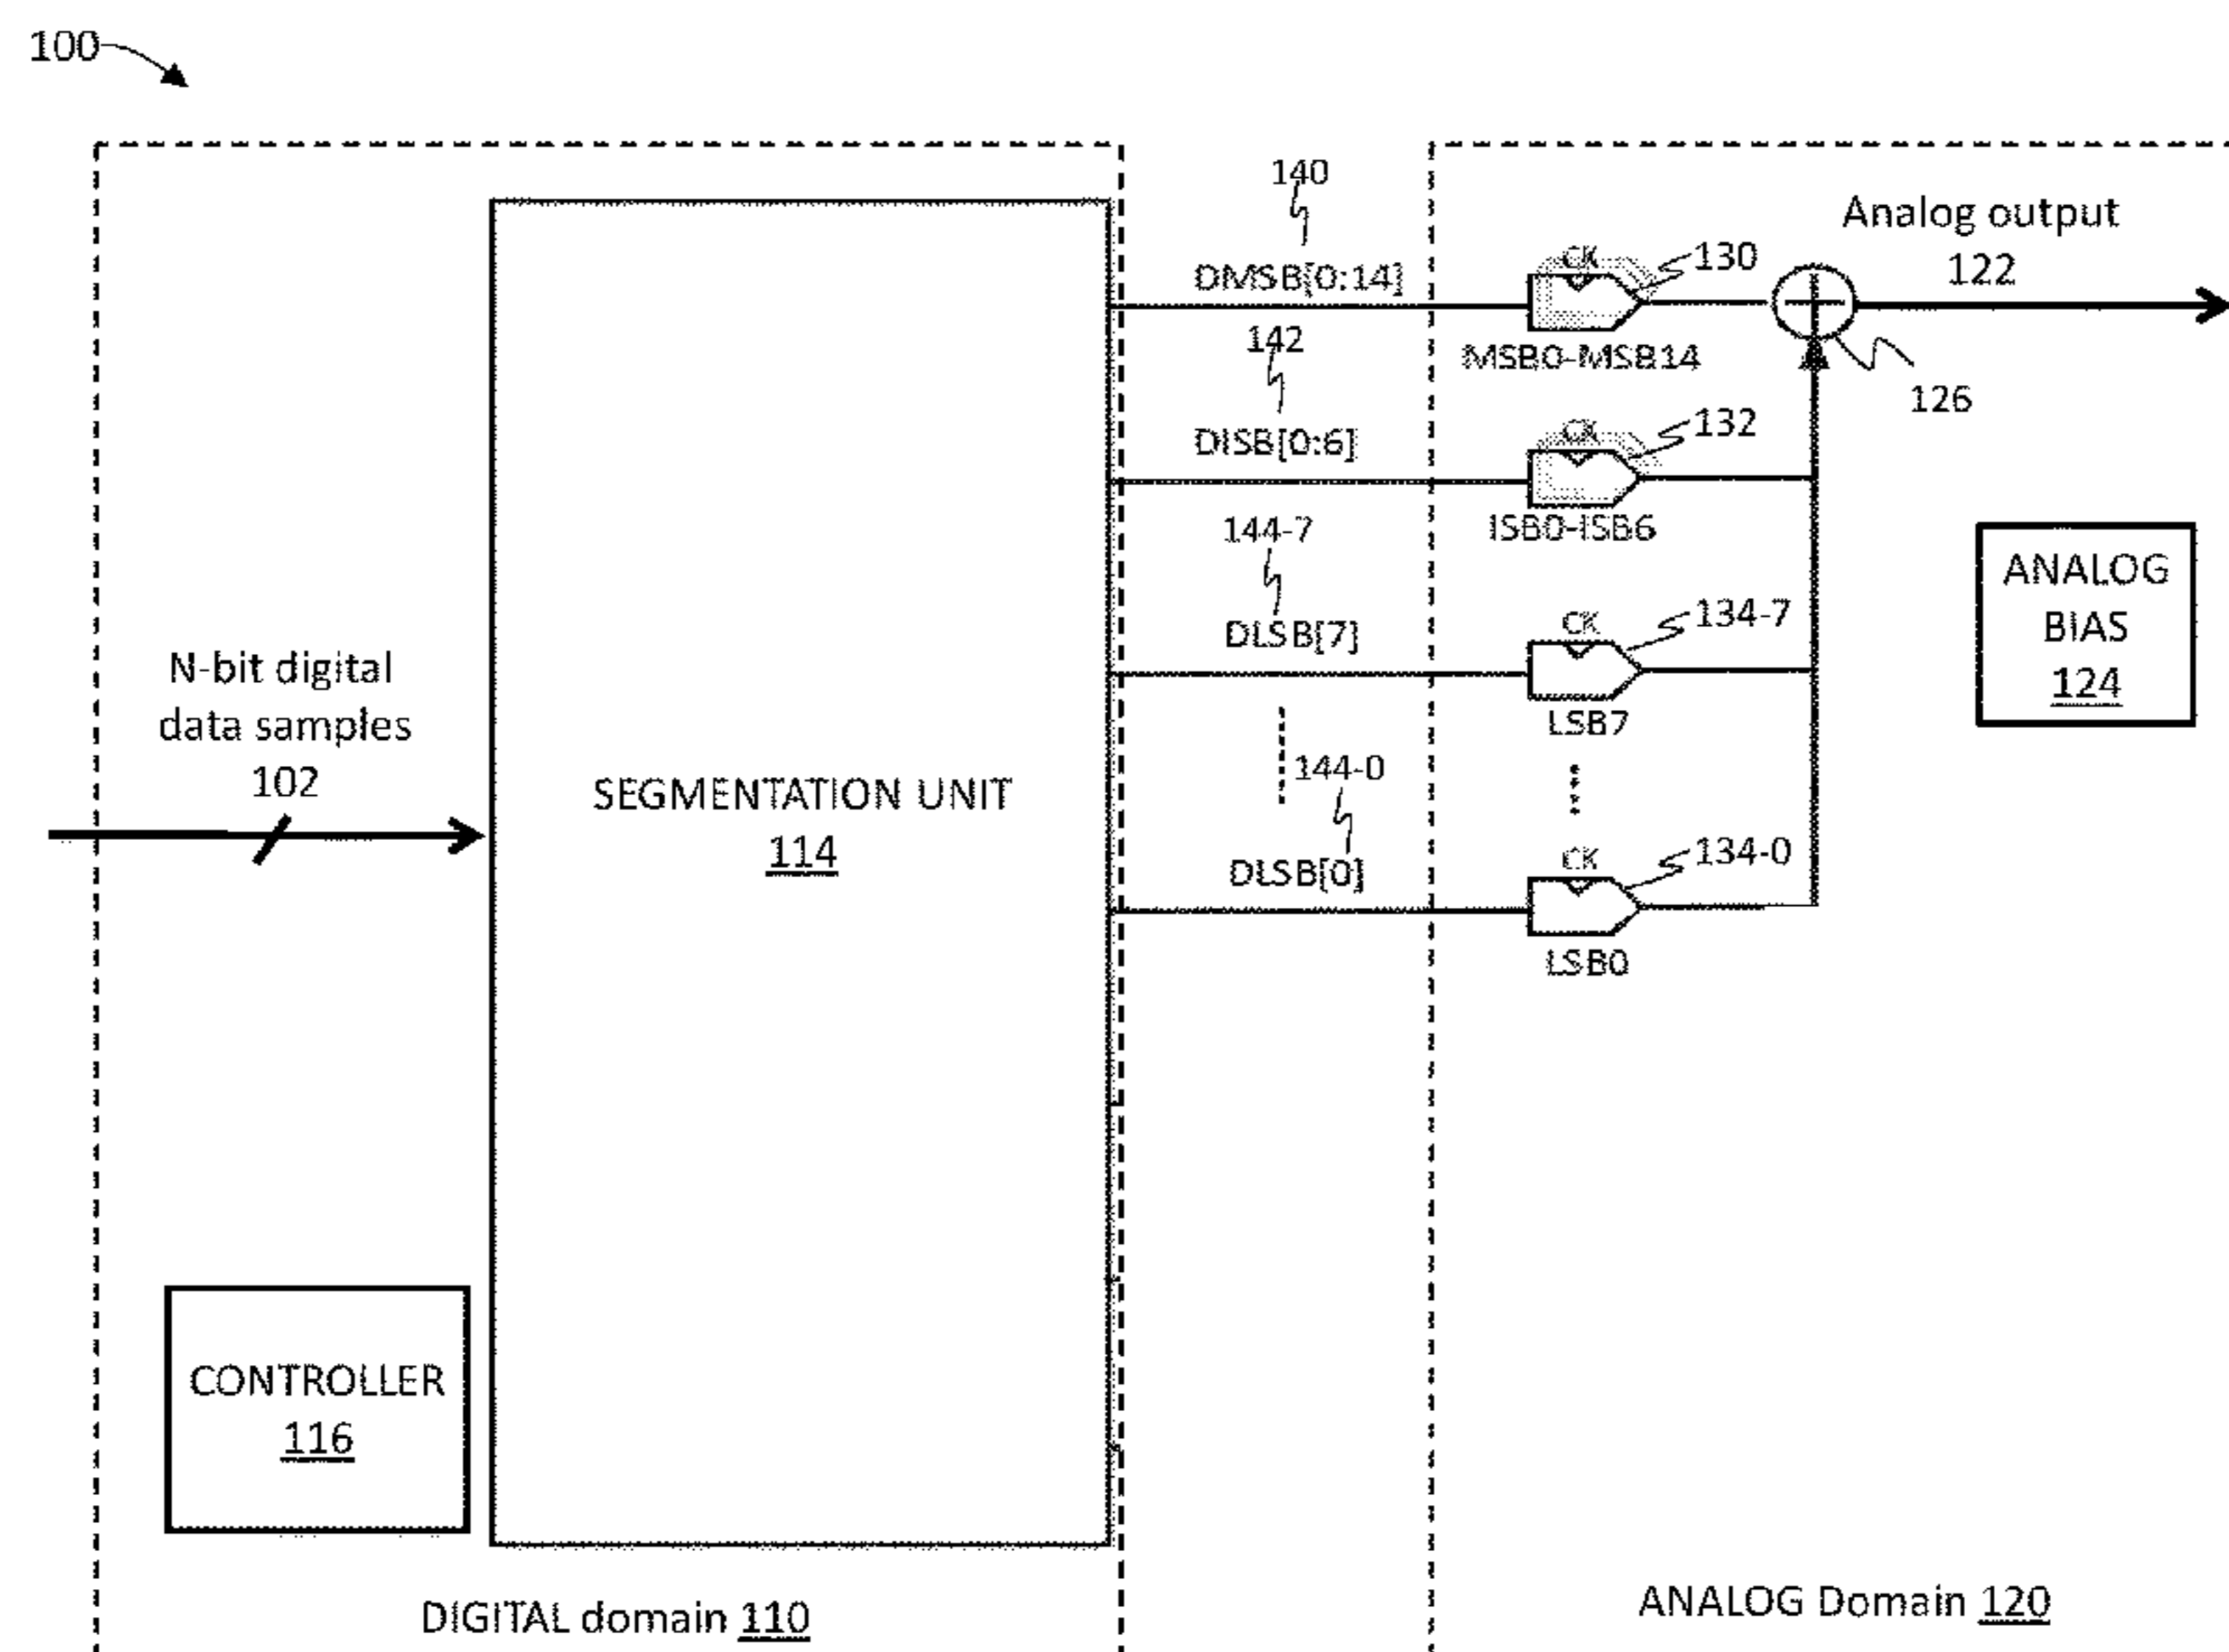 100
140
Analog output
122
CK
130
DMSB[0:14]
MSB0-MSB14
126
142
CK
132
DISB[0:6]
ISB0-ISB6
144-7
ANALOG
BIAS
124
CK
134-7
DLSB[7]
LSB7
N-bit digital
data samples
102
SEGMENTATION UNIT
114
144-0
CK
134-0
DLSB[0]
LSB0
CONTROLLER
116
DIGITAL domain 110
ANALOG Domain 120